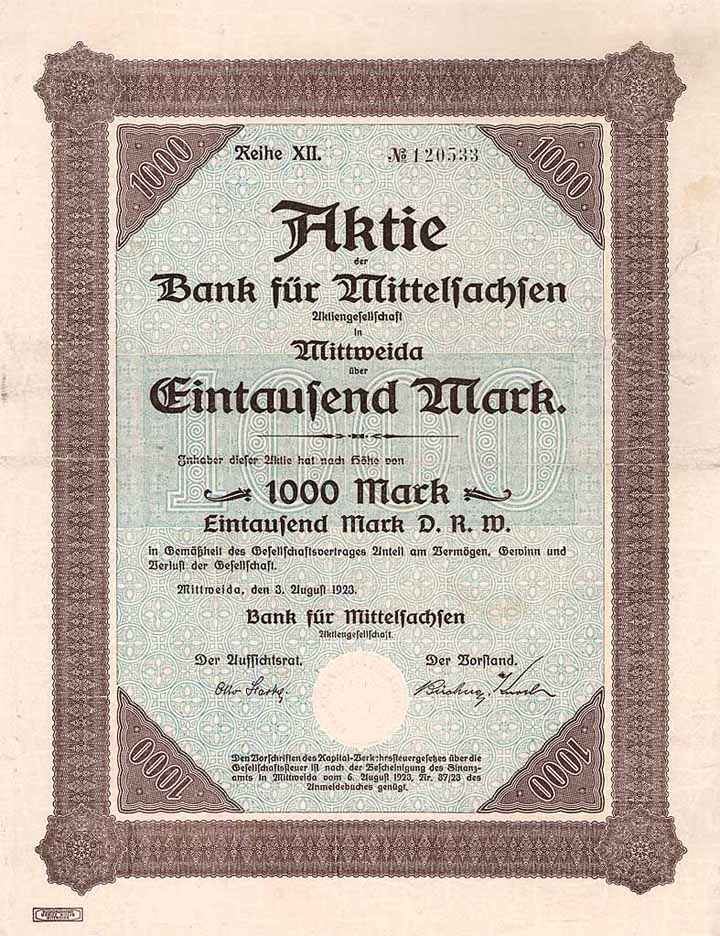 1000
1000
Reihe XII. № 120533
Aktie
der
Bank für Mittelsachsen
Aktiengesellschaft
in
Mittweida
über
Eintausend Mark.
1000
Inhaber dieser Aktie hat nach Höhe von
1000 Mark
Eintausend Mark D. R. W.
in Gemäßheit des Gesellschaftsvertrages Anteil am Vermögen, Gewinn und
Verlust der Gesellschaft.
Mittweida, den 3. August 1923.
Bank für Mittelsachsen
Aktiengesellschaft.
Der Aufsichtsrat. Der Vorstand.
Otto
Den Vorschriften des Kapital-Verkehrssteuergesetzes über die
Gesellschaftsteuer ist nach der Bescheinigung des Finanz-
amts in Mittweida vom 6. August 1923, Nr. 37/23 des
Anmeldebuches genügt.
1000
1000